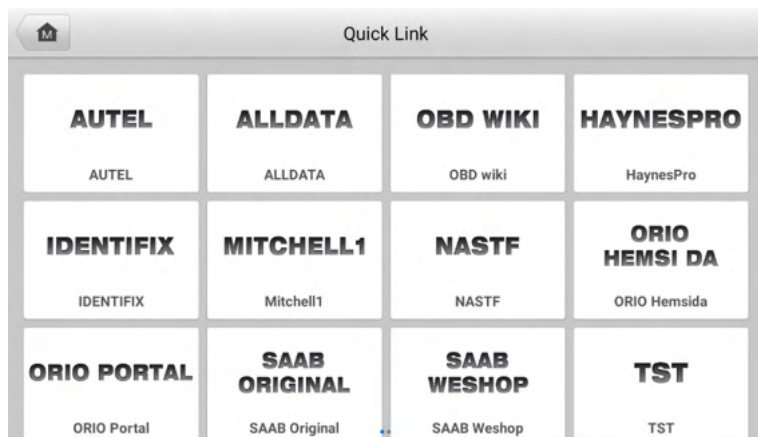 M
Quick Link
AUTEL
AUTEL
ALLDATA
ALLDATA
OBD WIKI
OBD wiki
HAYNESPRO
HaynesPro
IDENTIFIX
IDENTIFIX
MITCHELL1
Mitchell1
NASTF
NASTF
ORIO
HEMSI DA
ORIO Hemsida
ORIO PORTAL
ORIO Portal
SAAB
ORIGINAL
SAAB Original
SAAB
WESHOP
SAAB Weshop
TST
TST